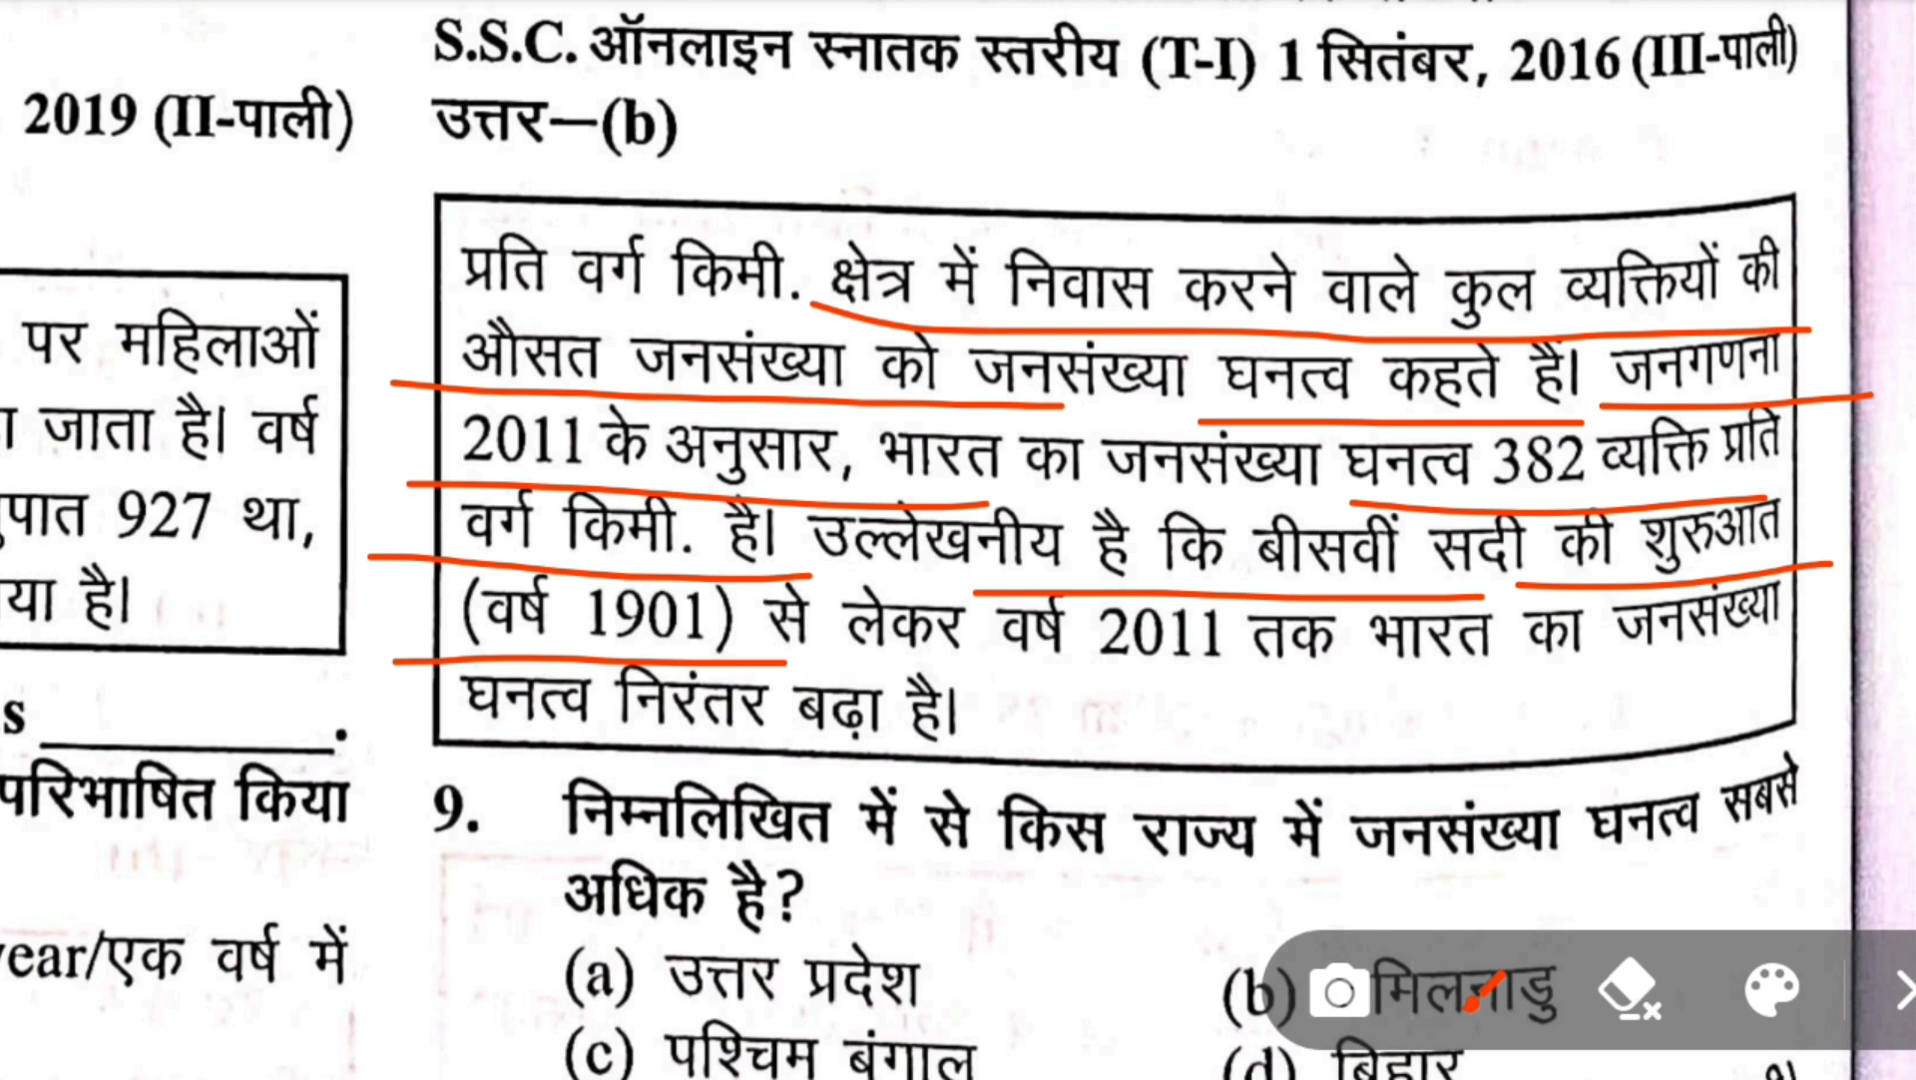 2019 (II-पाली)
पर महिलाओं
जाता है। वर्ष
927 था,
है।
s ____________.
परिभाषित किया
एक वर्ष में
S.S.C. ऑनलाइन स्नातक स्तरीय (T-I) 1 सितंबर, 2016 (III-पाली)
उत्तर—(b)
प्रति वर्ग किमी. क्षेत्र में निवास करने वाले कुल व्यक्तियों की
औसत जनसंख्या को जनसंख्या घनत्व कहते हैं। जनगणना
2011 के अनुसार, भारत का जनसंख्या घनत्व 382 व्यक्ति प्रति
वर्ग किमी. है। उल्लेखनीय है कि बीसवीं सदी की शुरुआत
(वर्ष 1901) से लेकर वर्ष 2011 तक भारत का जनसंख्या
घनत्व निरंतर बढ़ा है।
9. निम्नलिखित में से किस राज्य में जनसंख्या घनत्व सबसे
अधिक है?
(a) उत्तर प्रदेश (b)
(c) पश्चिम बंगाल (d) बिहार